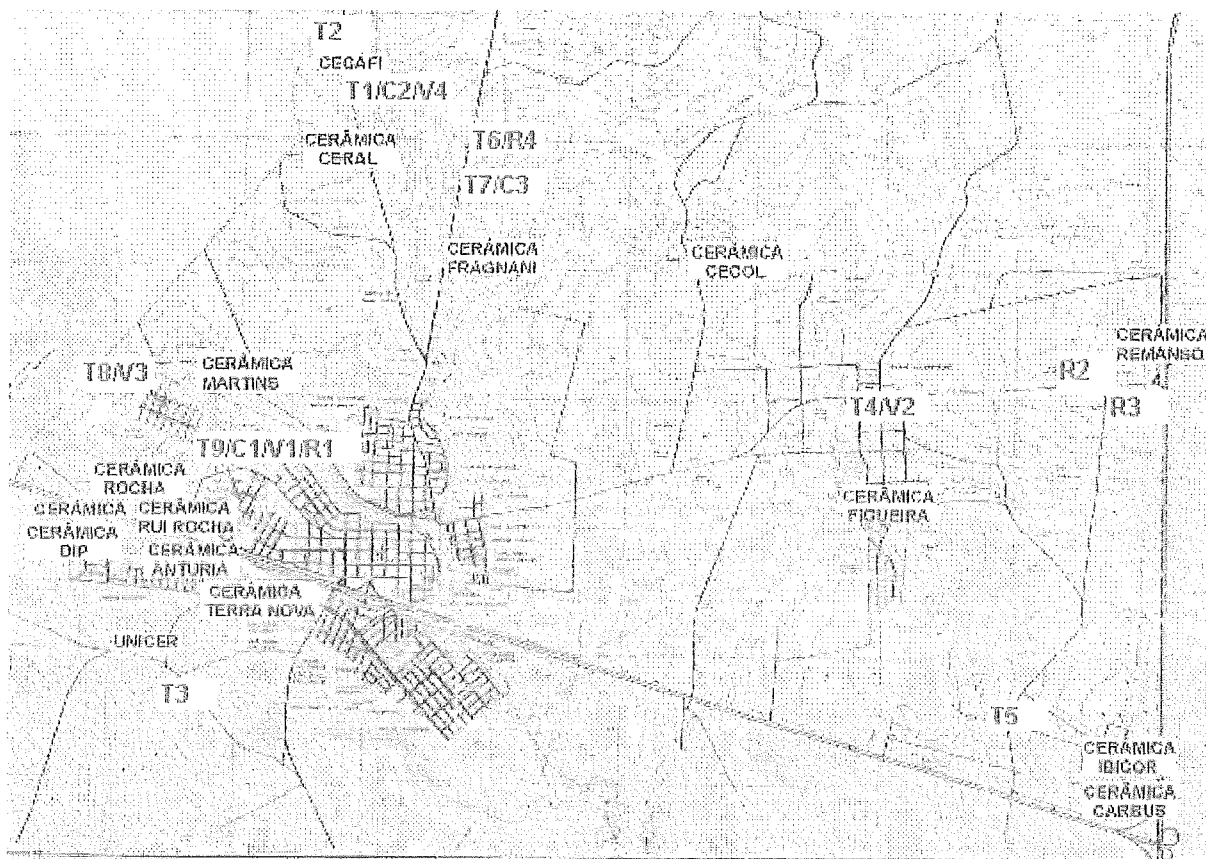 T2
CEGAFI
T1/C2/V4
CERÂMICA
CERAL
T6/R4
T7/C3
CERÂMICA
FRAGNANI
CERÂMICA
CECOL
CERÂMICA
REMANSO
CERÂMICA
MARTINS
T8/V3
R2
R3
T4/V2
T9/C1/V1/R1
CERÂMICA
ROCHA
CERÂMICA
CERÂMICA
RUI ROCHA
CERÂMICA
DIP
CERÂMICA
ANTURIA
CERÂMICA
FIGUEIRA
CERÂMICA
TERRA NOVA
UNICER
T3
T5
CERÂMICA
IBICOR
CERÂMICA
CARBUS